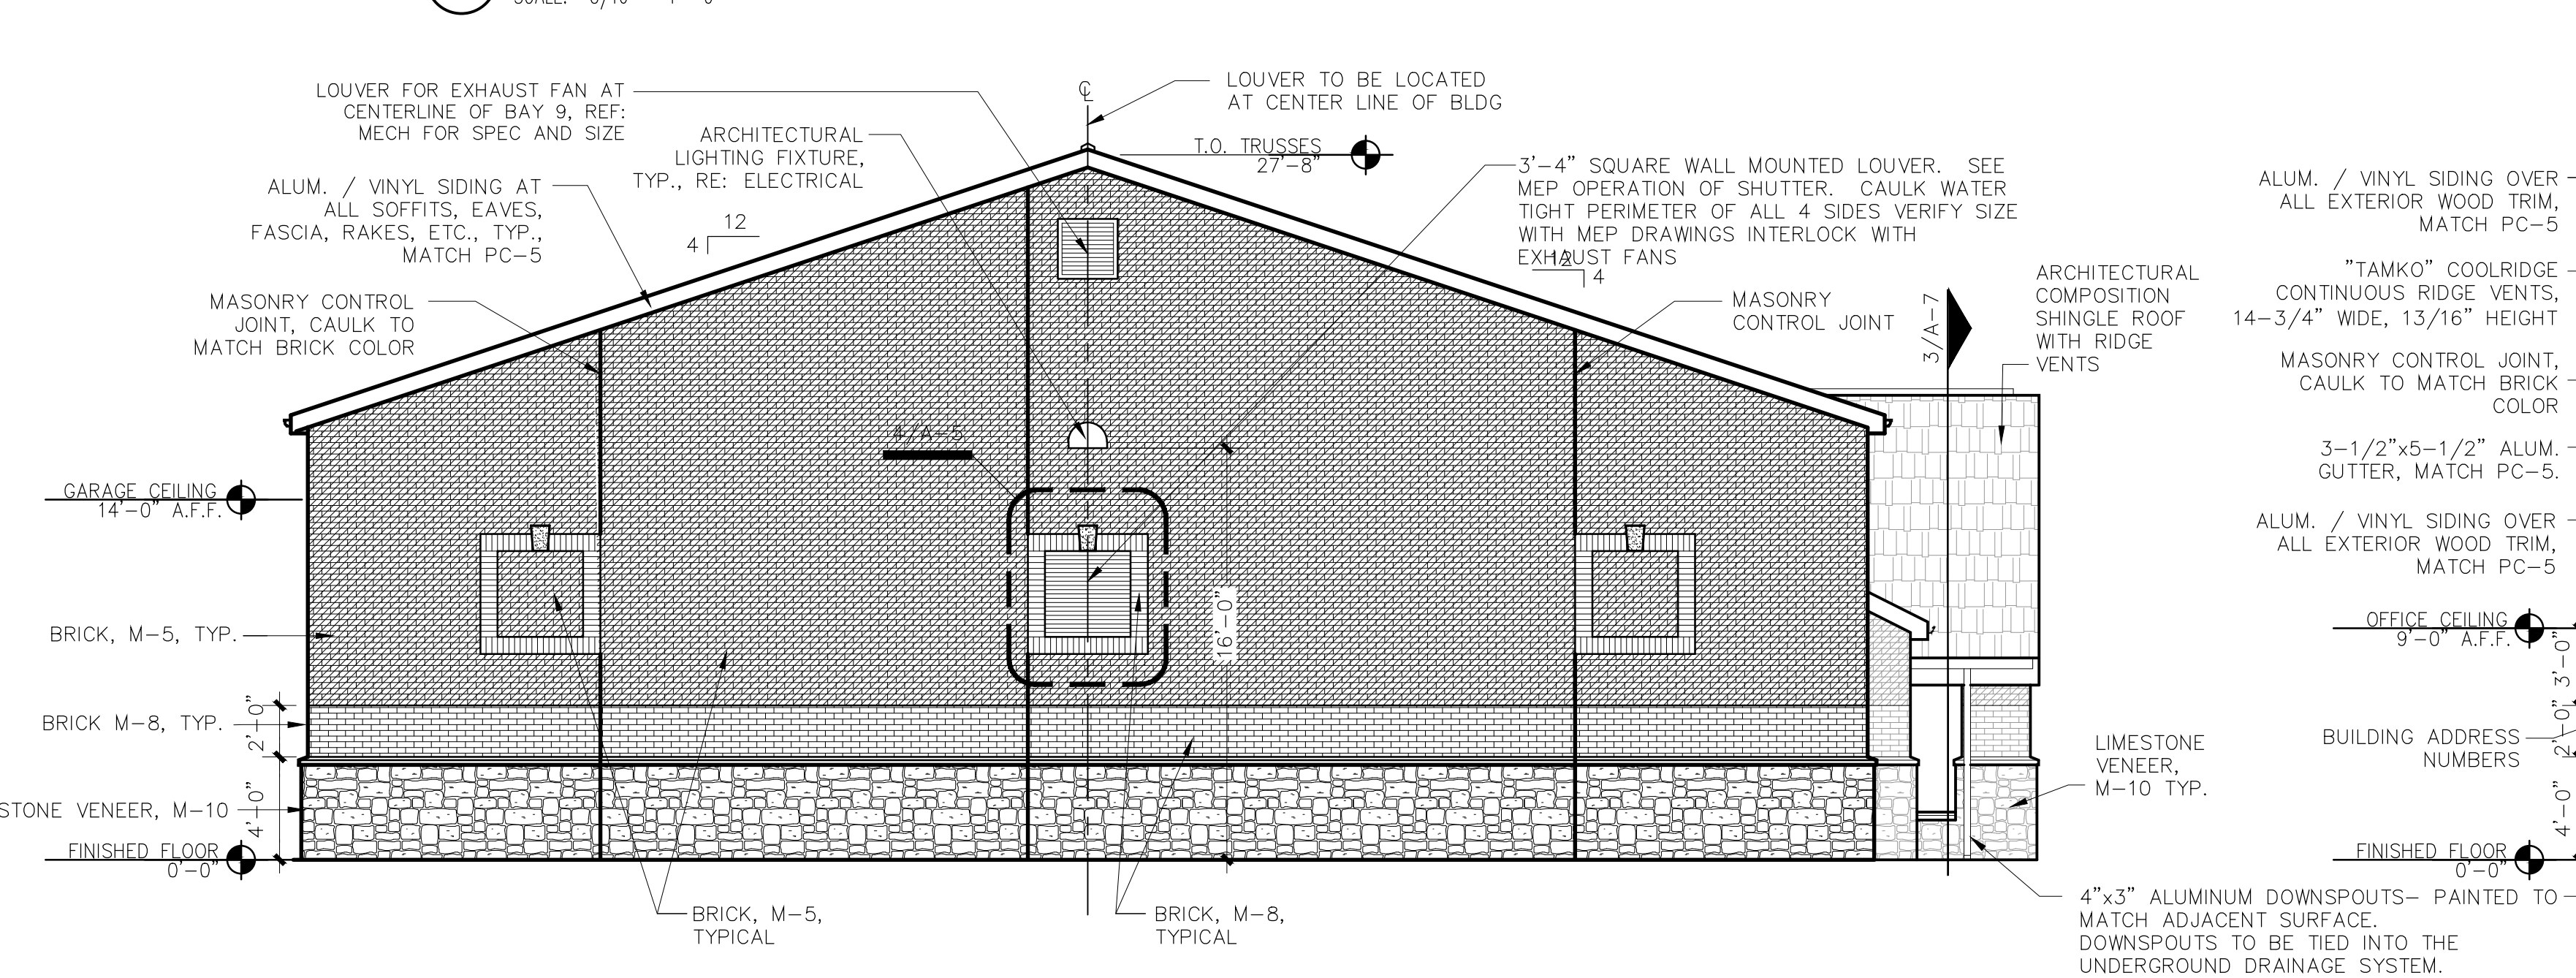 LOUVER FOR EXHAUST FAN AT
CENTERLINE OF BAY 9, REF:
MECH FOR SPEC AND SIZE
ARCHITECTURAL
LIGHTING FIXTURE,
TYP., RE: ELECTRICAL
ALUM. / VINYL SIDING AT
ALL SOFFITS, EAVES,
FASCIA, RAKES, ETC., TYP.,
MATCH PC-5
MASONRY CONTROL
JOINT, CAULK TO
MATCH BRICK COLOR
12
4
LOUVER TO BE LOCATED
AT CENTER LINE OF BLDG
T.O. TRUSSES
27'-8"
3'-4" SQUARE WALL MOUNTED LOUVER. SEE
MEP OPERATION OF SHUTTER. CAULK WATER
TIGHT PERIMETER OF ALL 4 SIDES VERIFY SIZE
WITH MEP DRAWINGS INTERLOCK WITH
EXHAUST FANS
12
4
MASONRY
CONTROL JOINT
3/A-7
ARCHITECTURAL
COMPOSITION
SHINGLE ROOF
WITH RIDGE
VENTS
4/A-5
16'-0"
GARAGE CEILING
14'-0" A.F.F.
BRICK, M-5, TYP.
BRICK M-8, TYP.
2'-0"
STONE VENEER, M-10
4'-0"
FINISHED FLOOR
0'-0"
BRICK, M-5,
TYPICAL
BRICK, M-8,
TYPICAL
LIMESTONE
VENEER,
M-10 TYP.
4"x3" ALUMINUM DOWNSPOUTS- PAINTED TO
MATCH ADJACENT SURFACE.
DOWNSPOUTS TO BE TIED INTO THE
UNDERGROUND DRAINAGE SYSTEM.
ALUM. / VINYL SIDING OVER
ALL EXTERIOR WOOD TRIM,
MATCH PC-5
"TAMKO" COOLRIDGE
CONTINUOUS RIDGE VENTS,
14-3/4" WIDE, 13/16" HEIGHT
MASONRY CONTROL JOINT,
CAULK TO MATCH BRICK
COLOR
3-1/2"x5-1/2" ALUM.
GUTTER, MATCH PC-5.
ALUM. / VINYL SIDING OVER
ALL EXTERIOR WOOD TRIM,
MATCH PC-5
OFFICE CEILING
9'-0" A.F.F.
3'-0"
2'-0"
BUILDING ADDRESS
NUMBERS
4'-0"
FINISHED FLOOR
0'-0"